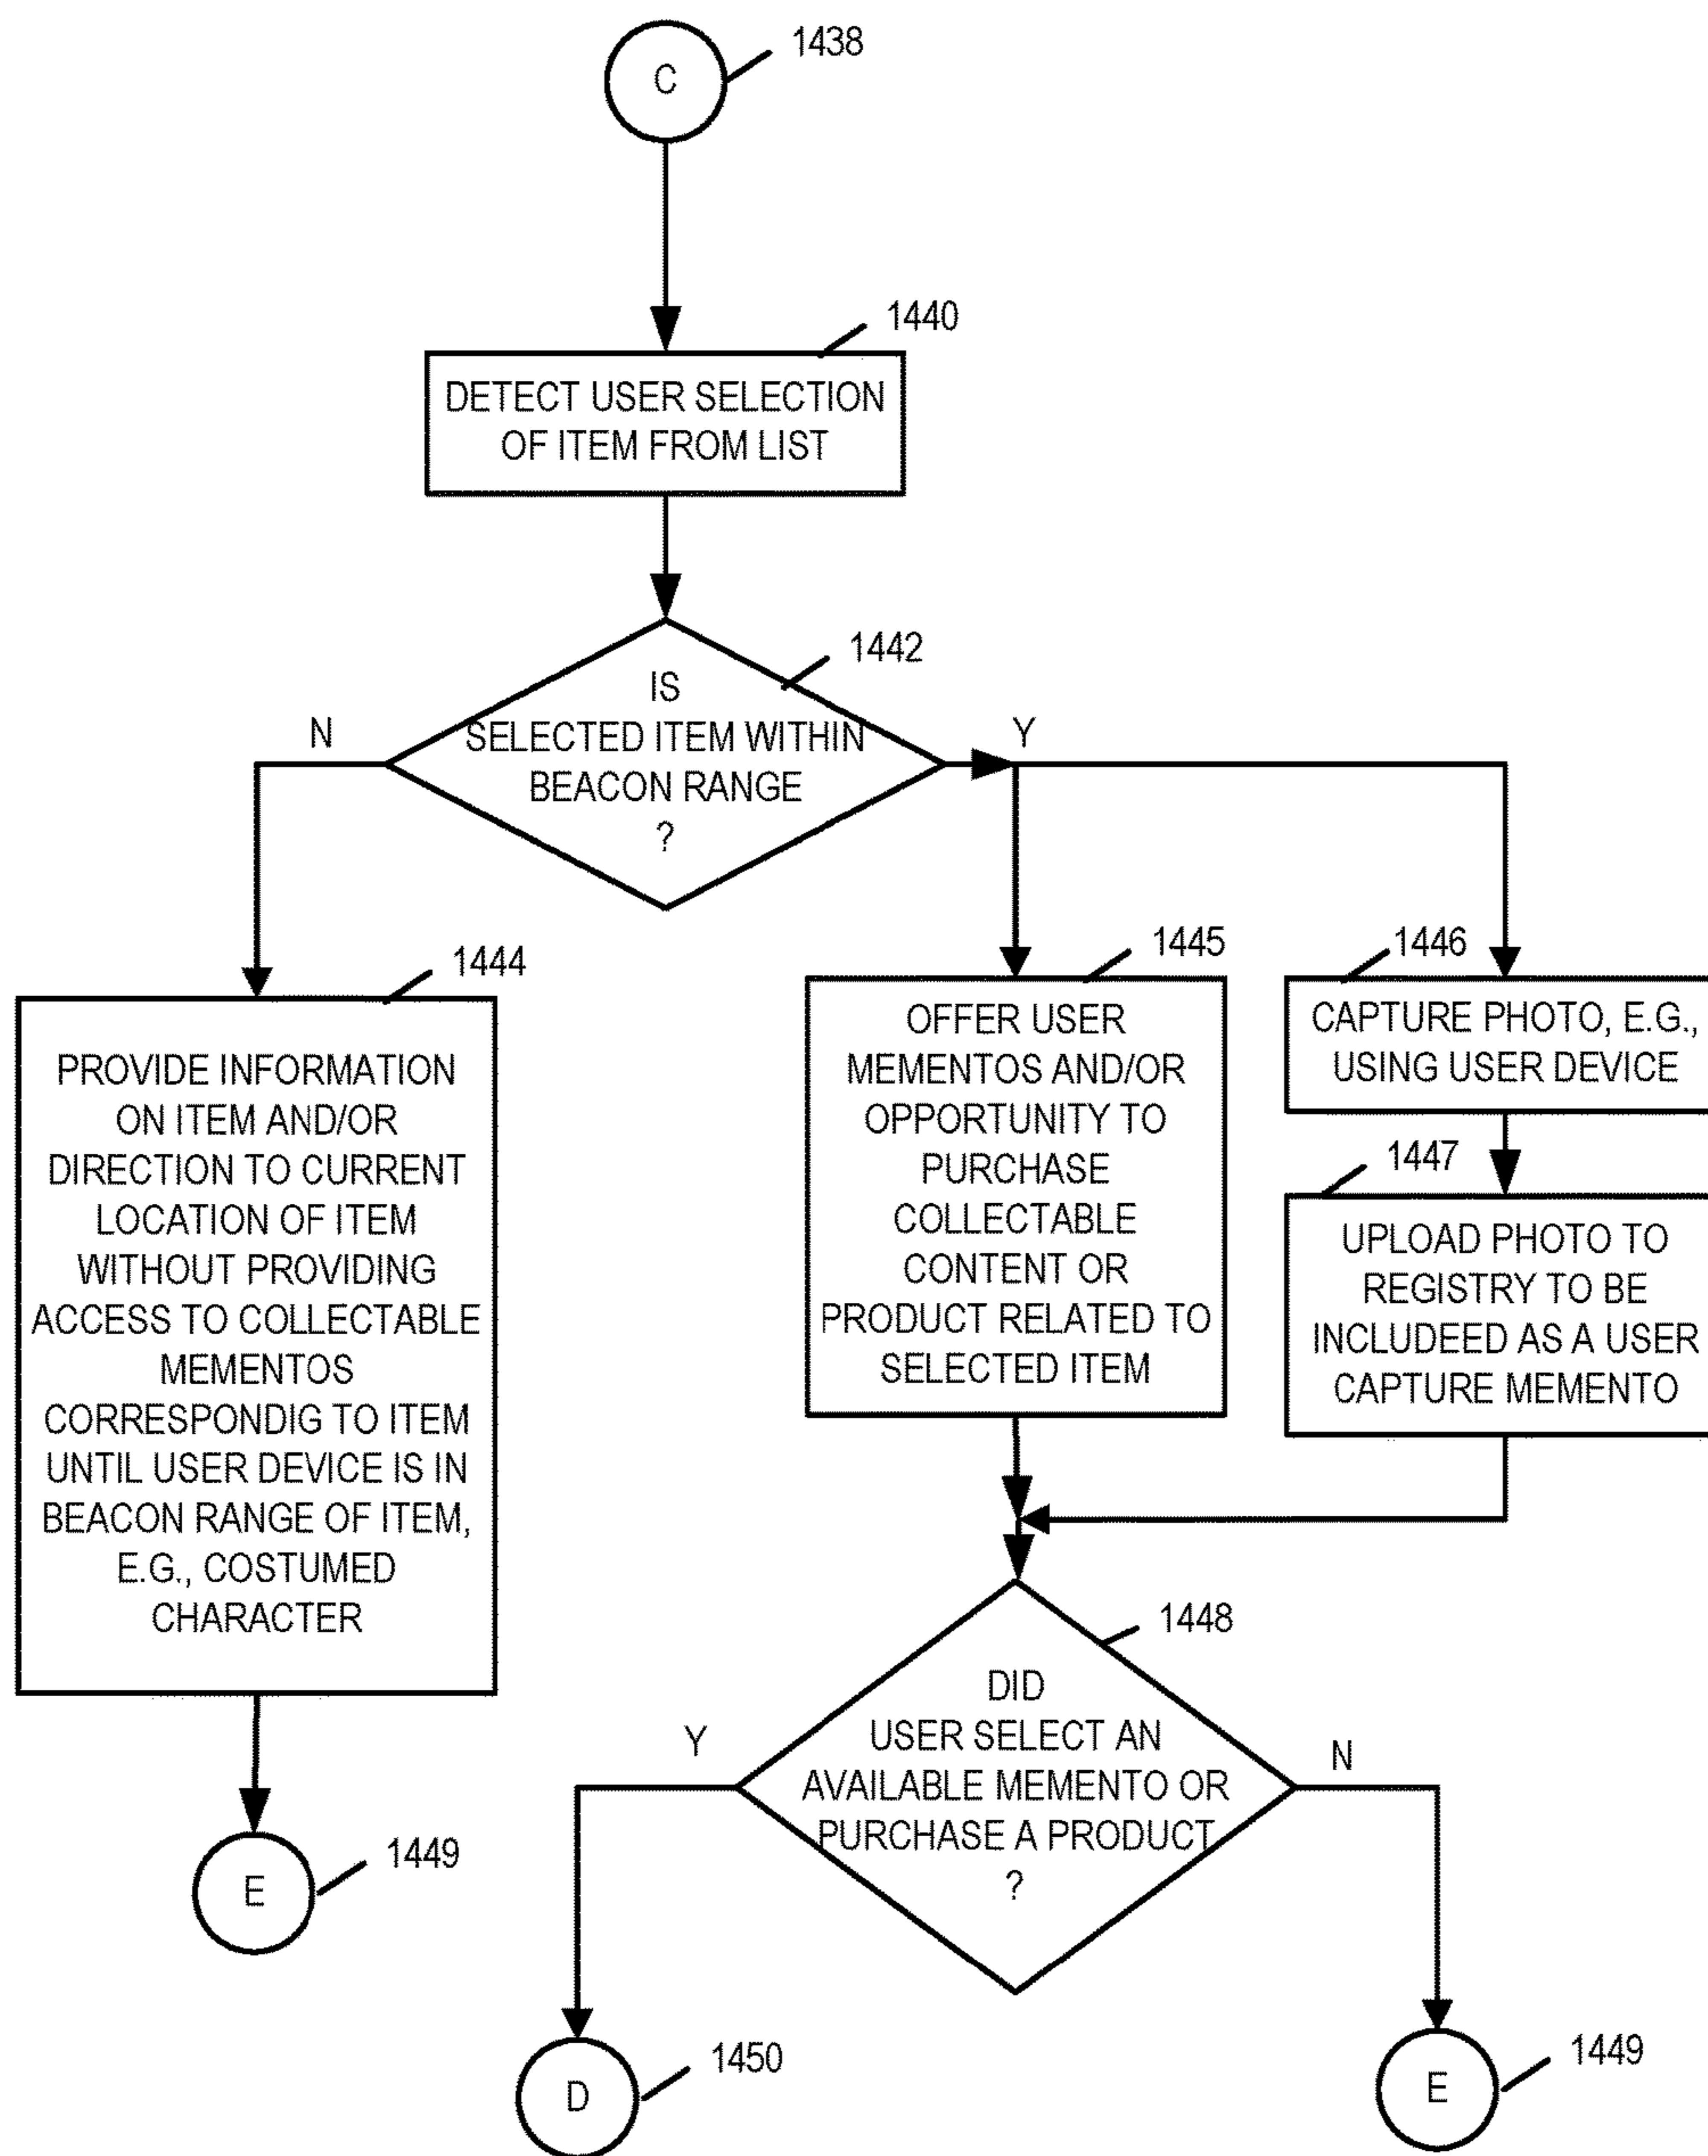 1438
C
1440
DETECT USER SELECTION
OF ITEM FROM LIST
1442
IS
SELECTED ITEM WITHIN
BEACON RANGE
?
N
Y
1444
PROVIDE INFORMATION
ON ITEM AND/OR
DIRECTION TO CURRENT
LOCATION OF ITEM
WITHOUT PROVIDING
ACCESS TO COLLECTABLE
MEMENTOS
CORRESPONDIG TO ITEM
UNTIL USER DEVICE IS IN
BEACON RANGE OF ITEM,
E.G., COSTUMED
CHARACTER
1445
OFFER USER
MEMENTOS AND/OR
OPPORTUNITY TO
PURCHASE
COLLECTABLE
CONTENT OR
PRODUCT RELATED TO
SELECTED ITEM
1446
CAPTURE PHOTO, E.G.,
USING USER DEVICE
1447
UPLOAD PHOTO TO
REGISTRY TO BE
INCLUDEED AS A USER
CAPTURE MEMENTO
1448
DID
USER SELECT AN
AVAILABLE MEMENTO OR
PURCHASE A PRODUCT
?
Y
N
1449
E
1450
D
1449
E